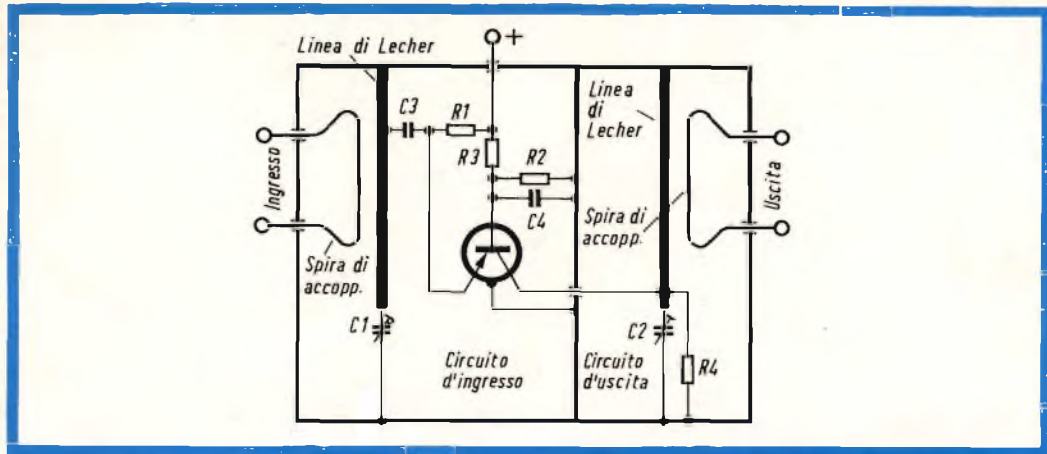 +
Linea di Lecher
Ingresso
Spira di
accopp.
C1
C3
R1
R3
R2
C4
Circuito
d'ingresso
Linea
di
Lecher
Spira di
accopp.
C2
Circuito
d'uscita
R4
Uscita